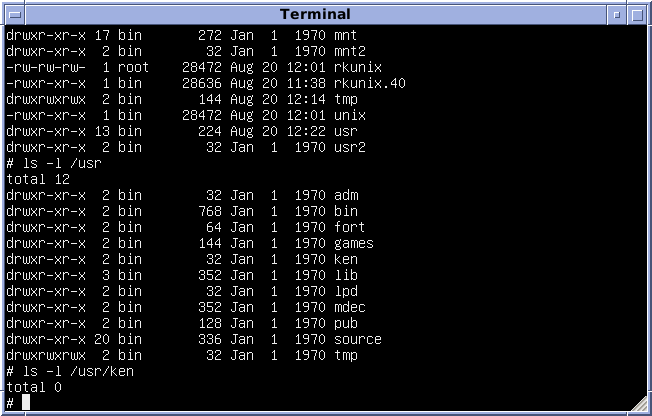 Terminal
drwxr-xr-x 17 bin       272 Jan  1  1970 mnt
drwxr-xr-x  2 bin        32 Jan  1  1970 mnt2
-rw-rw-rw-  1 root    28472 Aug 20 12:01 rkunix
-rwxr-xr-x  1 bin     28636 Aug 20 11:38 rkunix.40
drwxrwxrwx  2 bin       144 Aug 20 12:14 tmp
-rwxr-xr-x  1 bin     28472 Aug 20 12:01 unix
drwxr-xr-x 13 bin       224 Aug 20 12:22 usr
drwxr-xr-x  2 bin        32 Jan  1  1970 usr2
# ls -l /usr
total 12
drwxr-xr-x  2 bin        32 Jan  1  1970 adm
drwxr-xr-x  2 bin       768 Jan  1  1970 bin
drwxr-xr-x  2 bin        64 Jan  1  1970 fort
drwxr-xr-x  2 bin       144 Jan  1  1970 games
drwxr-xr-x  2 bin        32 Jan  1  1970 ken
drwxr-xr-x  3 bin       352 Jan  1  1970 lib
drwxr-xr-x  2 bin        32 Jan  1  1970 lpd
drwxr-xr-x  2 bin       352 Jan  1  1970 mdec
drwxr-xr-x  2 bin       128 Jan  1  1970 pub
drwxr-xr-x 20 bin       336 Jan  1  1970 source
drwxrwxrwx  2 bin        32 Jan  1  1970 tmp
# ls -l /usr/ken
total 0
#